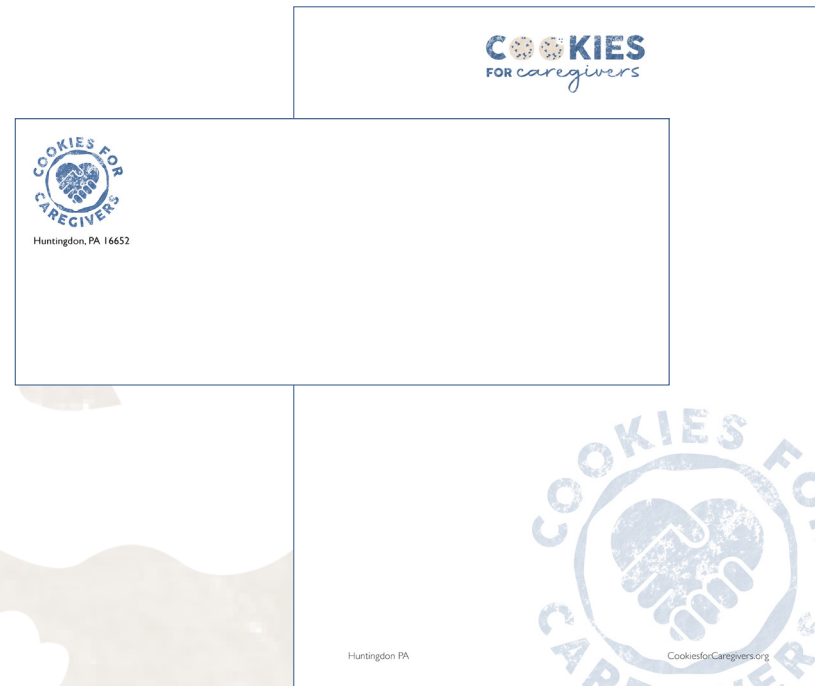 COOKIES
FOR caregivers
COOKIES FOR
CAREGIVERS
Huntingdon, PA 16652
COOKIES FOR
CAREGIVERS
Huntingdon PA
CookiesforCaregivers.org